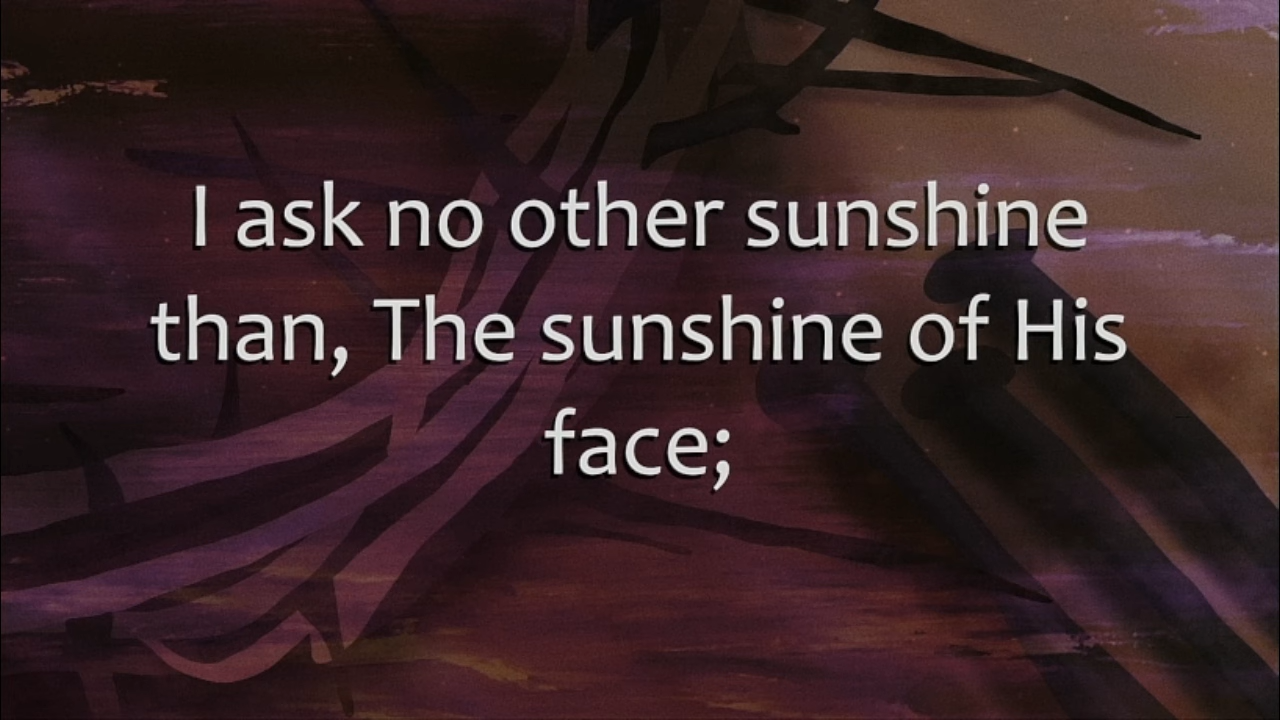 I ask no other sunshine
than, The sunshine of His
face;